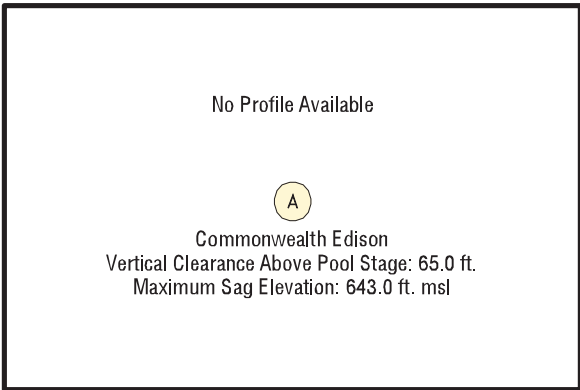 No Profile Available
A
Commonwealth Edison
Vertical Clearance Above Pool Stage: 65.0 ft.
Maximum Sag Elevation: 643.0 ft. msl